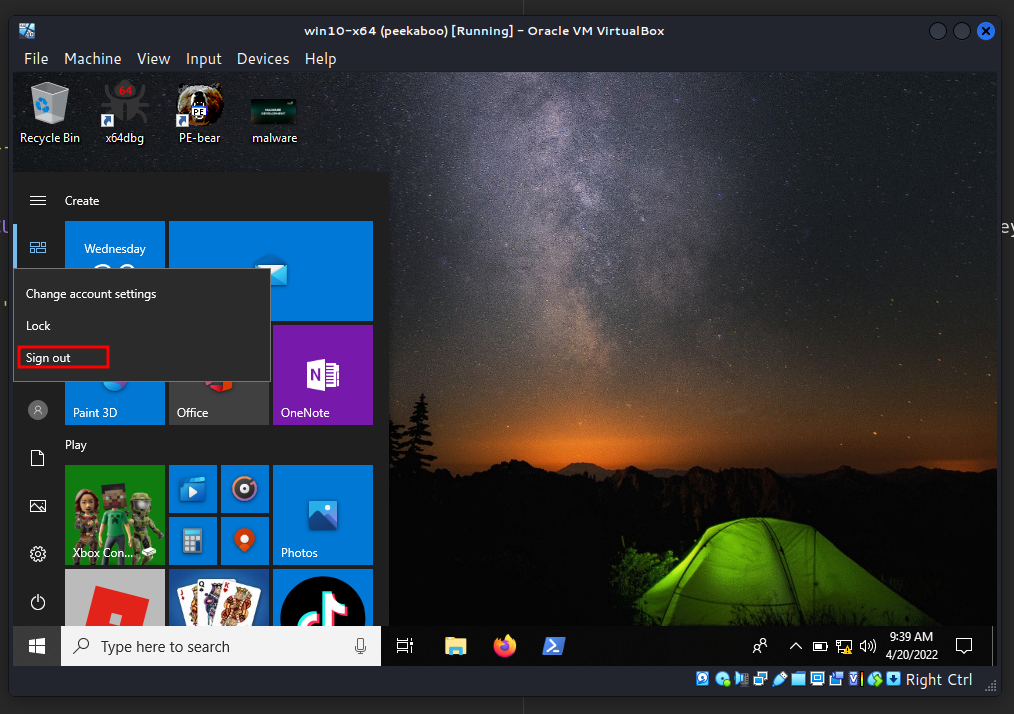 win10-x64 (peekaboo) [Running] - Oracle VM VirtualBox
File Machine View Input Devices Help
64
PE
Recycle Bin
x64dbg
PE-bear
malware
Create
Wednesday
Change account settings
Lock
Sign out
N
Paint 3D
Office
OneNote
Play
Xbox Con...
Photos
Type here to search
9:39 AM
4/20/2022
Right Ctrl